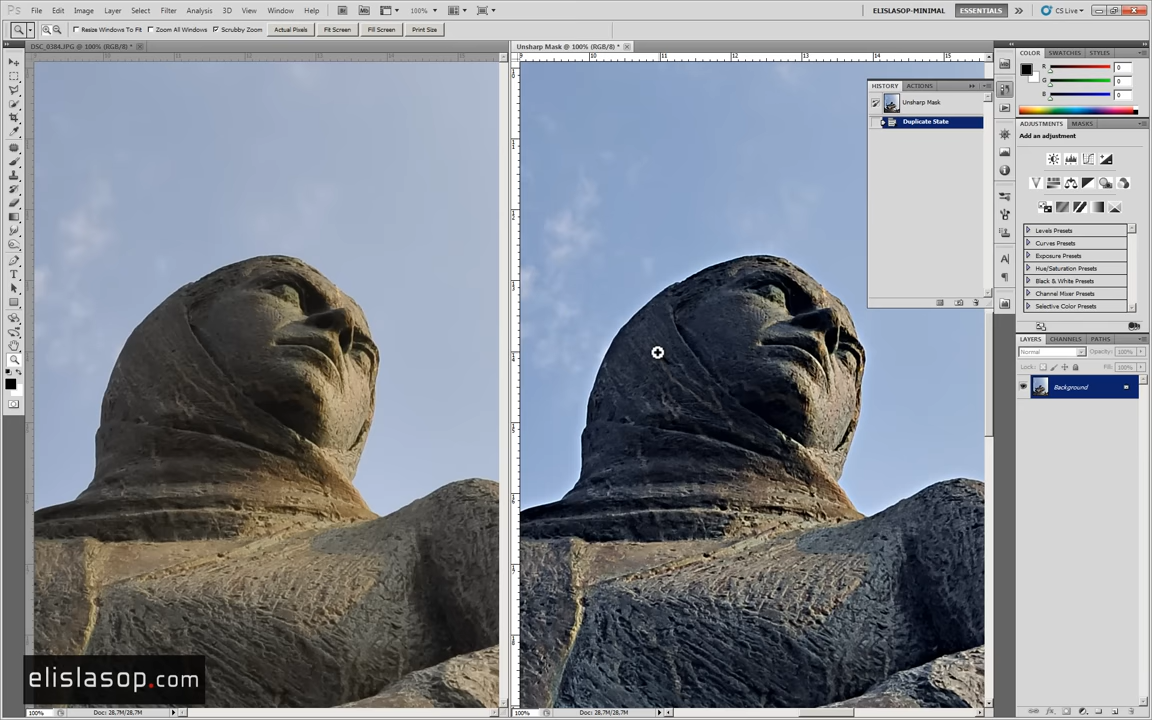 Ps File Edit Image Layer Select Filter Analysis 3D View Window Help 100% ELISLASOP-MINIMAL ESSENTIALS CS Live
Resize Windows To Fit Zoom All Windows Scrubby Zoom Actual Pixels Fit Screen Fill Screen Print Size
DSC_0384.JPG @ 100% (RGB/8) * Unsharp Mask @ 100% (RGB/8) *
COLOR SWATCHES STYLES
R 0
G 0
B 0
HISTORY ACTIONS
Unsharp Mask
Duplicate State
ADJUSTMENTS MASKS
Add an adjustment
Levels Presets
Curves Presets
Exposure Presets
Hue/Saturation Presets
Black & White Presets
Channel Mixer Presets
Selective Color Presets
LAYERS CHANNELS PATHS
Normal Opacity: 100%
Lock: Fill: 100%
Background
elislasop.com
100% Doc: 28,7M/28,7M 100% Doc: 28,7M/28,7M